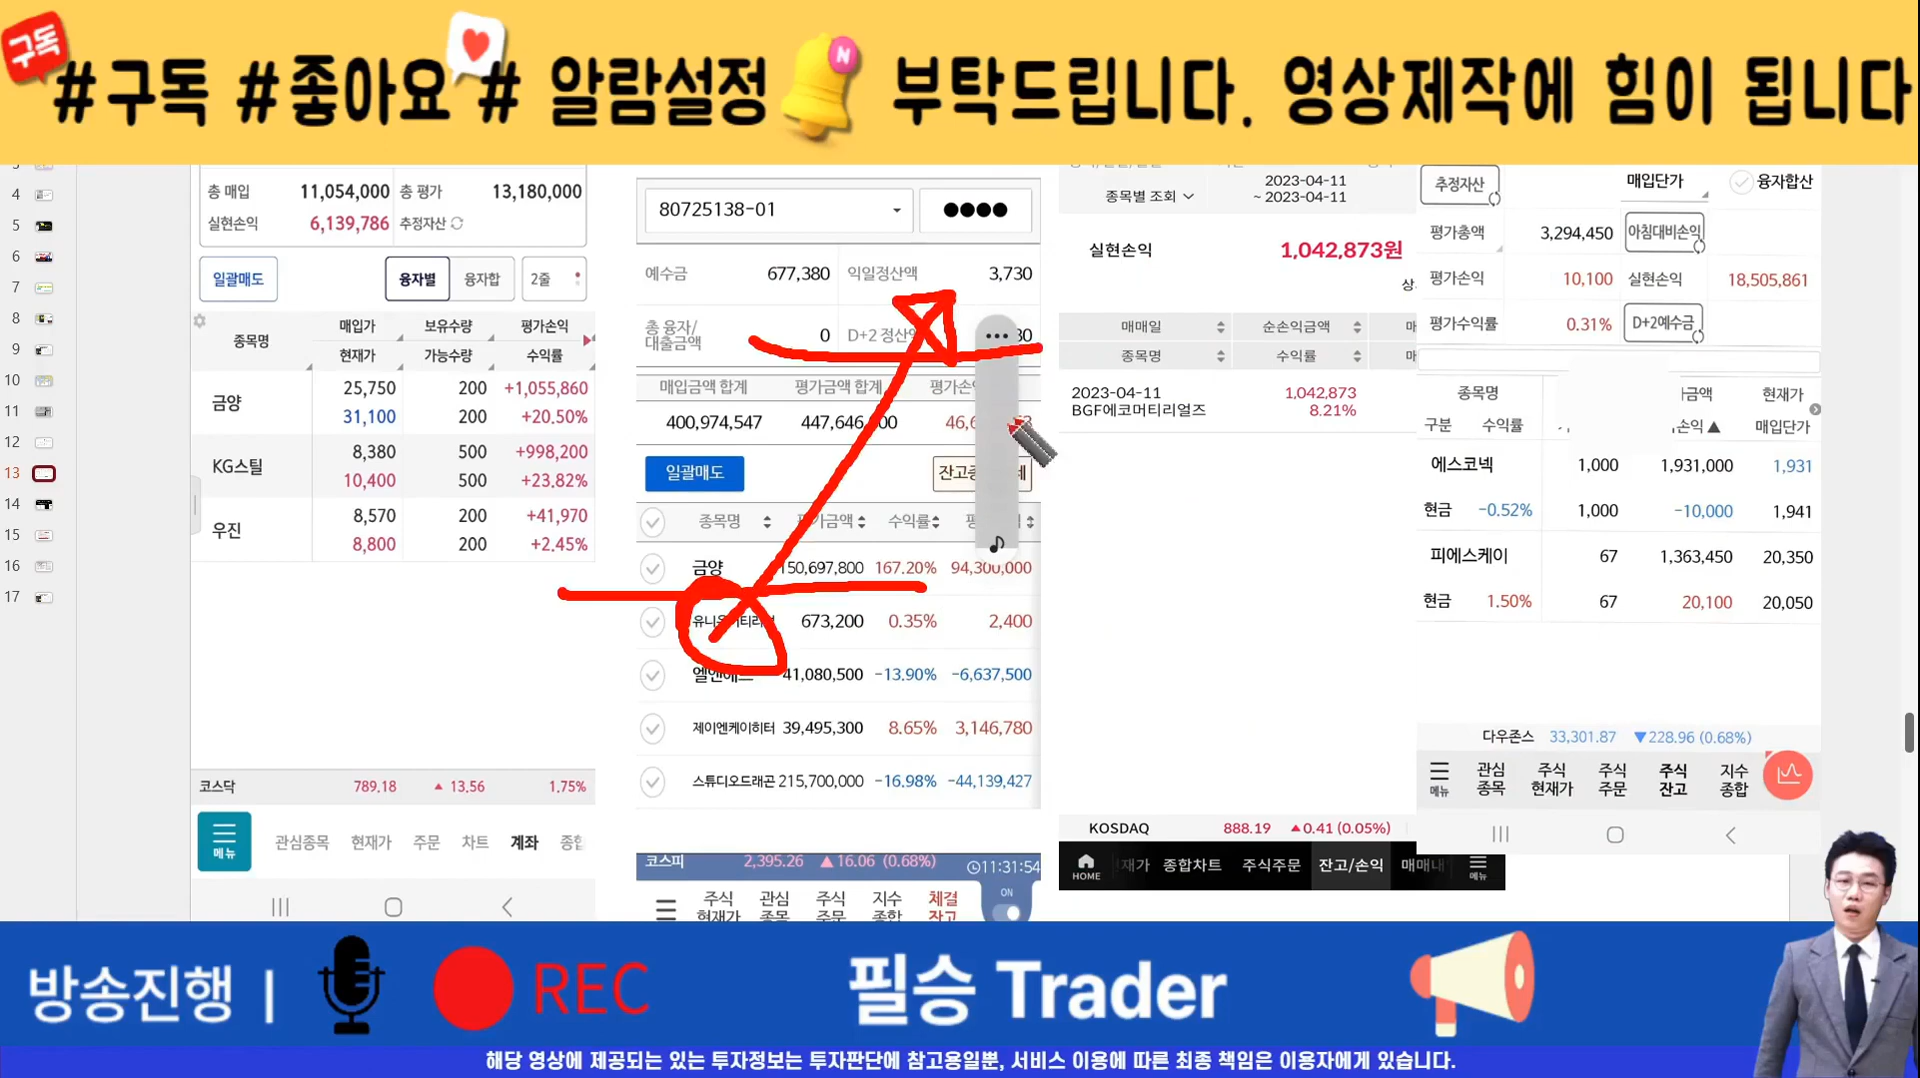 구독
#구독 #좋아요 # 알람설정 N 부탁드립니다. 영상제작에 힘이 됩니다
4
5
6
7
8
9
10
11
12
13
14
15
16
17
총 매입 11,054,000 총 평가 13,180,000
실현손익 6,139,786 추정자산
일괄매도 융자별 융자합 2줄
종목명 매입가 보유수량 평가손익
현재가 가능수량 수익률
금양 25,750 200 +1,055,860
31,100 200 +20.50%
KG스틸 8,380 500 +998,200
10,400 500 +23.82%
우진 8,570 200 +41,970
8,800 200 +2.45%
코스닥 789.18 ▲ 13.56 1.75%
메뉴 관심종목 현재가 주문 차트 계좌
80725138-01 ●●●●
예수금 677,380 익일정산액 3,730
총 융자/
대출금액 0 D+2 정산
매입금액 합계 평가금액 합계
400,974,547
일괄매도
종목명 수익률
금양 150,697,800 167.20% 94,300,000
673,200 0.35% 2,400
41,080,500 -13.90% -6,637,500
제이엔케이히터 39,495,300 8.65% 3,146,780
스튜디오드래곤 215,700,000 -16.98% -44,139,427
코스피 2,395.26 ▲ 16.06 (0.68%) 11:31:54
주식 관심 주식 지수 체결 ON
현재가 종목 주문 종합 잔고
종목별 조회 2023-04-11
~ 2023-04-11
실현손익 1,042,873원
매매일 순손익금액
종목명 수익률
2023-04-11 1,042,873
BGF에코머티리얼즈 8.21%
KOSDAQ 888.19 ▲0.41 (0.05%)
HOME 종합차트 주식주문 잔고/손익 메뉴
추정자산 매입단가 융자합산
평가총액 3,294,450 아침대비손익
평가손익 10,100 실현손익 18,505,861
평가수익률 0.31% D+2예수금
종목명 현재가
구분 수익률 손익▲ 매입단가
에스코넥 1,000 1,931,000 1,931
현금 -0.52% 1,000 -10,000 1,941
피에스케이 67 1,363,450 20,350
현금 1.50% 67 20,100 20,050
다우존스 33,301.87 ▼228.96 (0.68%)
관심 주식 주식 주식 지수
메뉴 종목 현재가 주문 잔고 종합
방송진행 | REC 필승 Trader
해당 영상에 제공되는 있는 투자정보는 투자판단에 참고용일뿐, 서비스 이용에 따른 최종 책임은 이용자에게 있습니다.